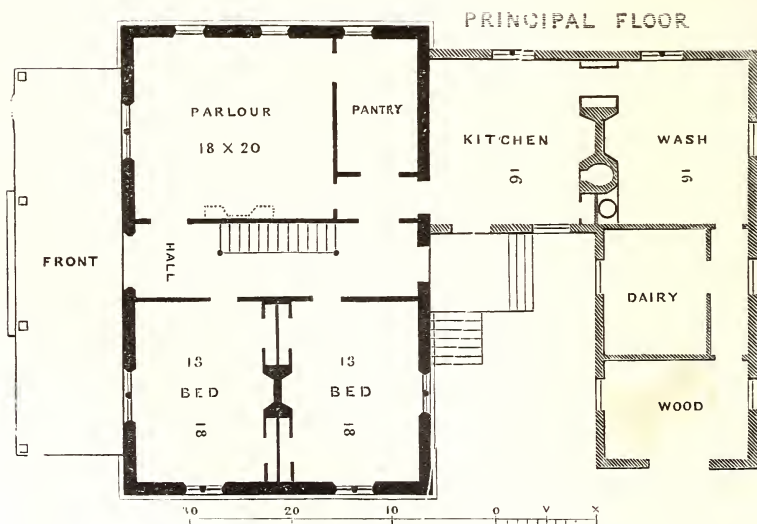 PRINCIPAL FLOOR
PARLOUR
18 X 20
PANTRY
KITCHEN
16
WASH
16
FRONT
HALL
DAIRY
13
BED
18
13
BED
18
WOOD
30 20 10 0 V X